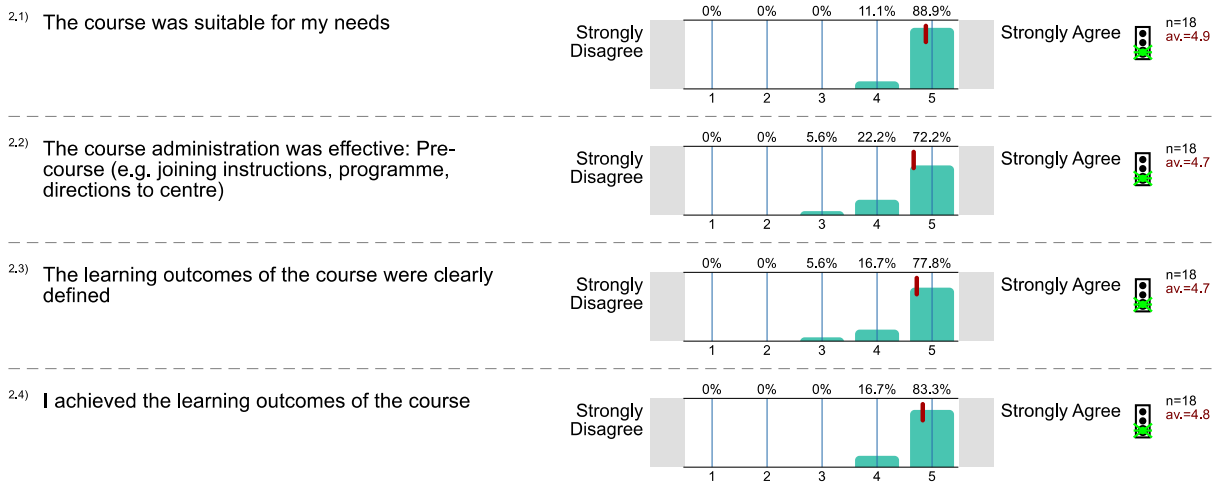 2.1) The course was suitable for my needs
Strongly Disagree
0% 0% 0% 11.1% 88.9%
1 2 3 4 5
Strongly Agree
n=18
av.=4.9
2.2) The course administration was effective: Pre-
course (e.g. joining instructions, programme,
directions to centre)
Strongly
Disagree
0% 0% 5.6% 22.2% 72.2%
1 2 3 4 5
Strongly Agree
n=18
av.=4.7
2.3) The learning outcomes of the course were clearly
defined
Strongly
Disagree
0% 0% 5.6% 16.7% 77.8%
1 2 3 4 5
Strongly Agree
n=18
av.=4.7
2.4) I achieved the learning outcomes of the course
Strongly
Disagree
0% 0% 0% 16.7% 83.3%
1 2 3 4 5
Strongly Agree
n=18
av.=4.8